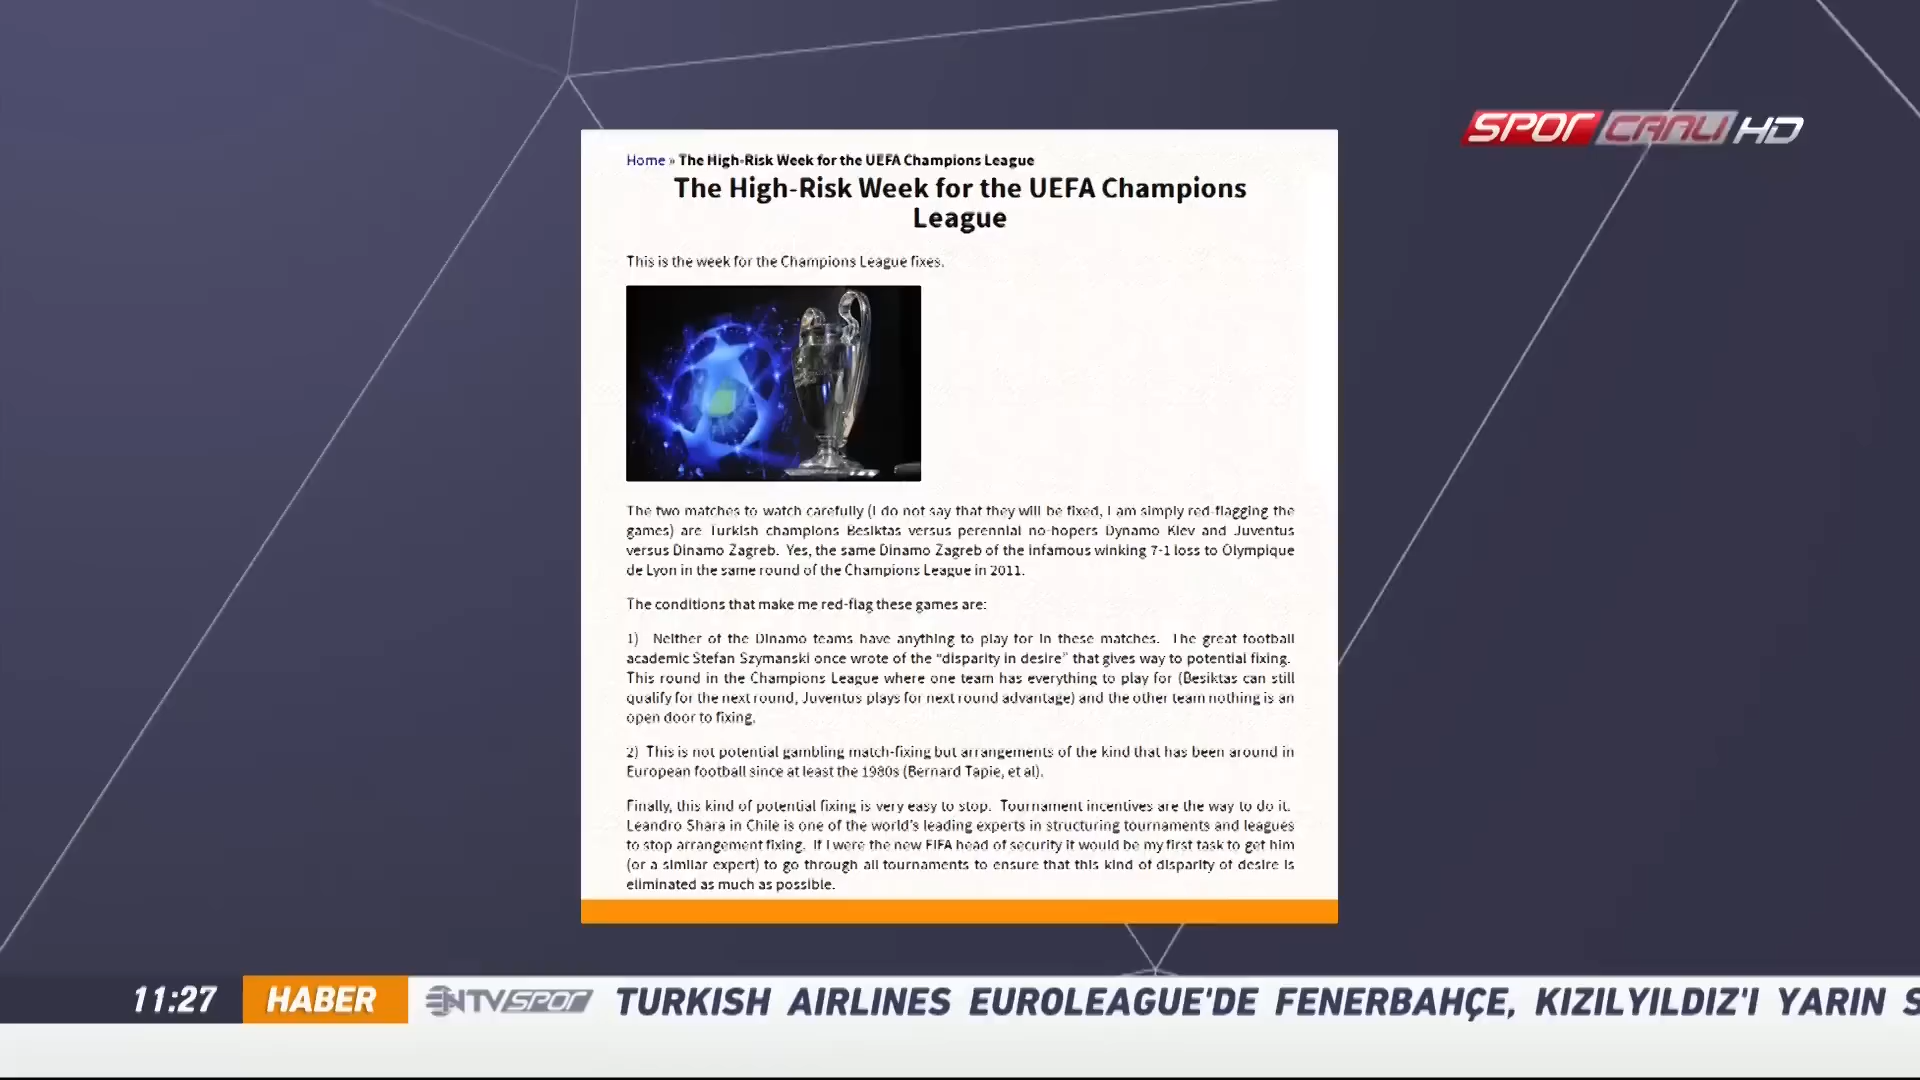 SPOR CANLI HD
Home » The High-Risk Week for the UEFA Champions League
The High-Risk Week for the UEFA Champions
League
This is the week for the Champions League fixes.
The two matches to watch carefully (I do not say that they will be fixed, I am simply red-flagging the
games) are Turkish champions Besiktas versus perennial no-hopers Dynamo Kiev and Juventus
versus Dinamo Zagreb. Yes, the same Dinamo Zagreb of the infamous winking 7-1 loss to Olympique
de Lyon in the same round of the Champions League in 2011.
The conditions that make me red-flag these games are:
1) Neither of the Dinamo teams have anything to play for in these matches. The great football
academic Stefan Szymanski once wrote of the "disparity in desire" that gives way to potential fixing.
This round in the Champions League where one team has everything to play for (Besiktas can still
qualify for the next round, Juventus plays for next round advantage) and the other team nothing is an
open door to fixing.
2) This is not potential gambling match-fixing but arrangements of the kind that has been around in
European football since at least the 1980s (Bernard Tapie, et al).
Finally, this kind of potential fixing is very easy to stop. Tournament incentives are the way to do it.
Leandro Shara in Chile is one of the world's leading experts in structuring tournaments and leagues
to stop arrangement fixing. If I were the new FIFA head of security it would be my first task to get him
(or a similar expert) to go through all tournaments to ensure that this kind of disparity of desire is
eliminated as much as possible.
11:27 HABER NTVSPOR TURKISH AIRLINES EUROLEAGUE'DE FENERBAHÇE, KIZILYILDIZ'I YARIN S